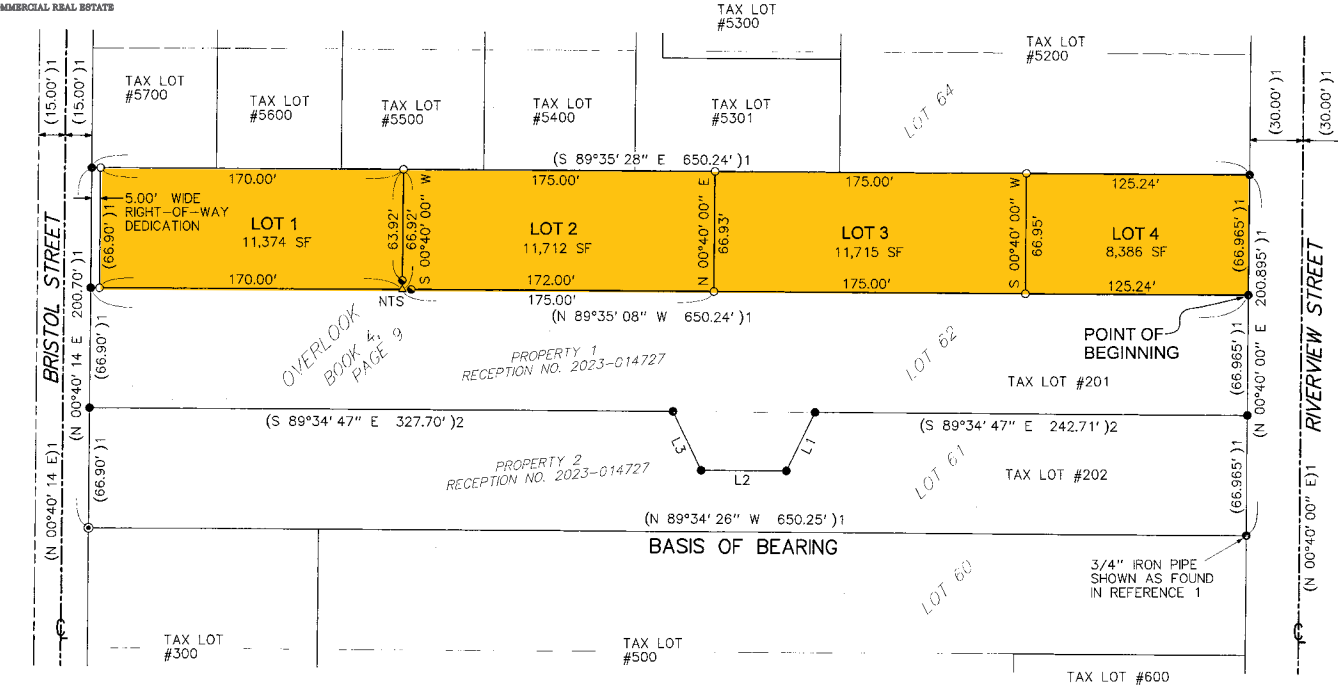 MMERCIAL REAL ESTATE
TAX LOT
#5300
TAX LOT
#5200
TAX LOT
#5700
TAX LOT
#5600
TAX LOT
#5500
TAX LOT
#5400
TAX LOT
#5301
LOT 64
(15.00')1
(15.00')1
(30.00')1
(30.00')1
(S 89°35'28" E 650.24')1
170.00'
175.00'
175.00'
125.24'
5.00' WIDE
RIGHT-OF-WAY
DEDICATION
(66.90')1
LOT 1
11,374 SF
63.92'
66.92'
S 00°40'00" W
LOT 2
11,712 SF
N 00°40'00" E
66.93'
LOT 3
11,715 SF
S 00°40'00" W
66.95'
LOT 4
8,386 SF
(66.965')1
170.00'
172.00'
175.00'
125.24'
NTS
175.00'
(N 89°35'08" W 650.24')1
BRISTOL STREET
(N 00°40'14 E 200.70')1
(66.90')1
OVERLOOK
BOOK 4,
PAGE 9
PROPERTY 1
RECEPTION NO. 2023-014727
LOT 62
POINT OF
BEGINNING
TAX LOT #201
(66.965')1
(N 00°40'00" E 200.895')1
RIVERVIEW STREET
(S 89°34'47" E 327.70')2
(S 89°34'47" E 242.71')2
L3
L1
L2
(N 00°40'14 E)1
(66.90')1
PROPERTY 2
RECEPTION NO. 2023-014727
LOT 61
TAX LOT #202
(66.965')1
(N 00°40'00" E)1
(N 89°34'26" W 650.25')1
BASIS OF BEARING
3/4" IRON PIPE
SHOWN AS FOUND
IN REFERENCE 1
LOT 60
TAX LOT
#300
TAX LOT
#500
TAX LOT #600